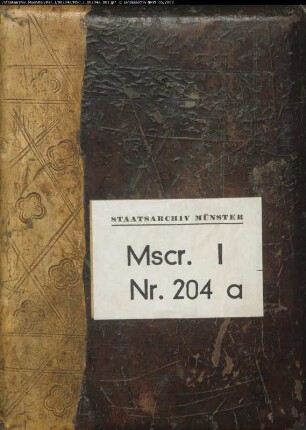 STAATSARCHIV MÜNSTER
Mscr. I
Nr. 204 a